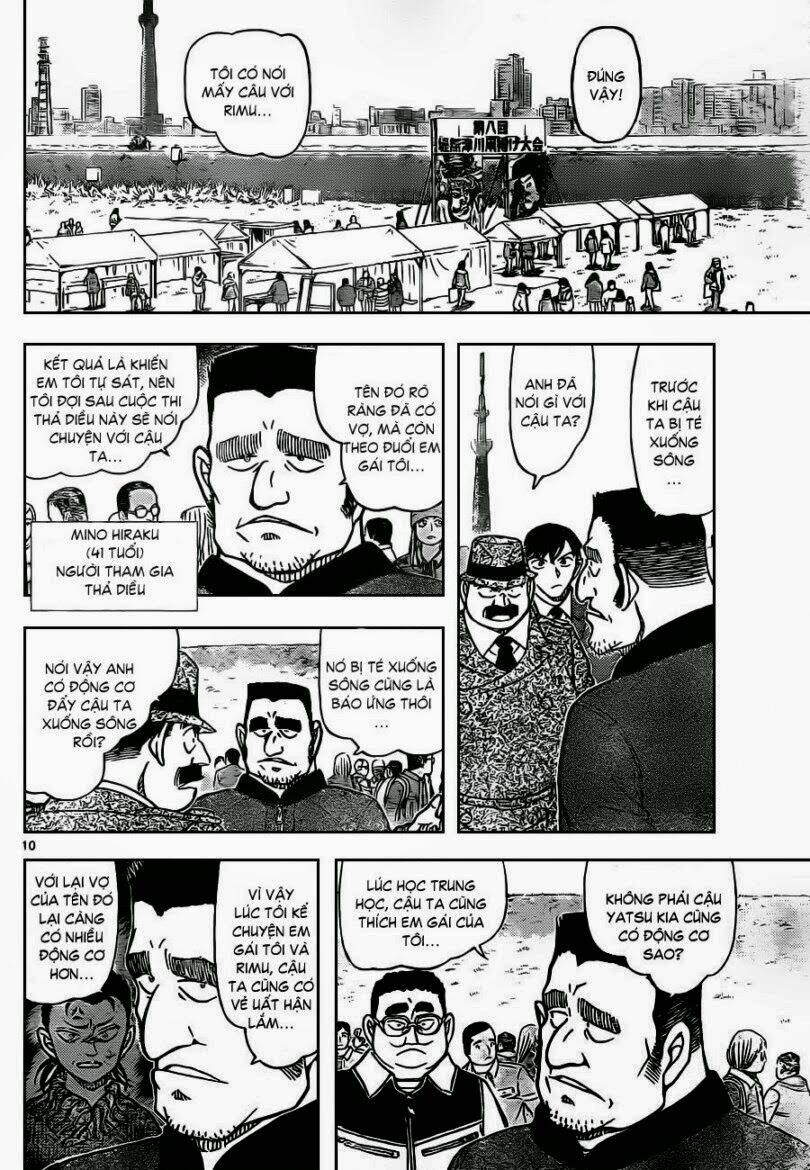 ĐÚNG
VẬY!
TÔI CÓ NÓI
MẤY CÂU VỚI
RIMU...
第八回
大会
TRƯỚC
KHI CẬU
TA BỊ TÉ
XUỐNG
SÔNG
...
ANH ĐÃ
NÓI GÌ VỚI
CẬU TA?
TÊN ĐÓ RÕ
RÀNG ĐÃ CÓ
VỢ, MÀ CÒN
THEO ĐUỔI EM
GÁI TÔI...
KẾT QUẢ LÀ KHIẾN
EM TÔI TỰ SÁT, NÊN
TÔI ĐỢI SAU CUỘC THI
THẢ DIỀU NÀY SẼ NÓI
CHUYỆN VỚI CẬU
TA...
MINO HIRAKU
(41 TUỔI)
NGƯỜI THAM GIA
THẢ DIỀU
NÓ BỊ TÉ XUỐNG
SÔNG CŨNG LÀ
BÁO ỨNG THÔI
...
NÓI VẬY ANH
CÓ ĐỘNG CƠ
ĐẨY CẬU TA
XUỐNG SÔNG
RỒI?
10
KHÔNG PHẢI CẬU
YATSU KIA CŨNG
CÓ ĐỘNG CƠ
SAO?
LÚC HỌC TRUNG
HỌC, CẬU TA CŨNG
THÍCH EM GÁI CỦA
TÔI...
VÌ VẬY
LÚC TÔI KỂ
CHUYỆN EM
GÁI TÔI VÀ
RIMU, CẬU
TA CŨNG CÓ
VẺ UẤT HẬN
LẮM...
VỚI LẠI VỢ
CỦA TÊN ĐÓ
LẠI CÀNG
CÓ NHIỀU
ĐỘNG CƠ
HƠN...